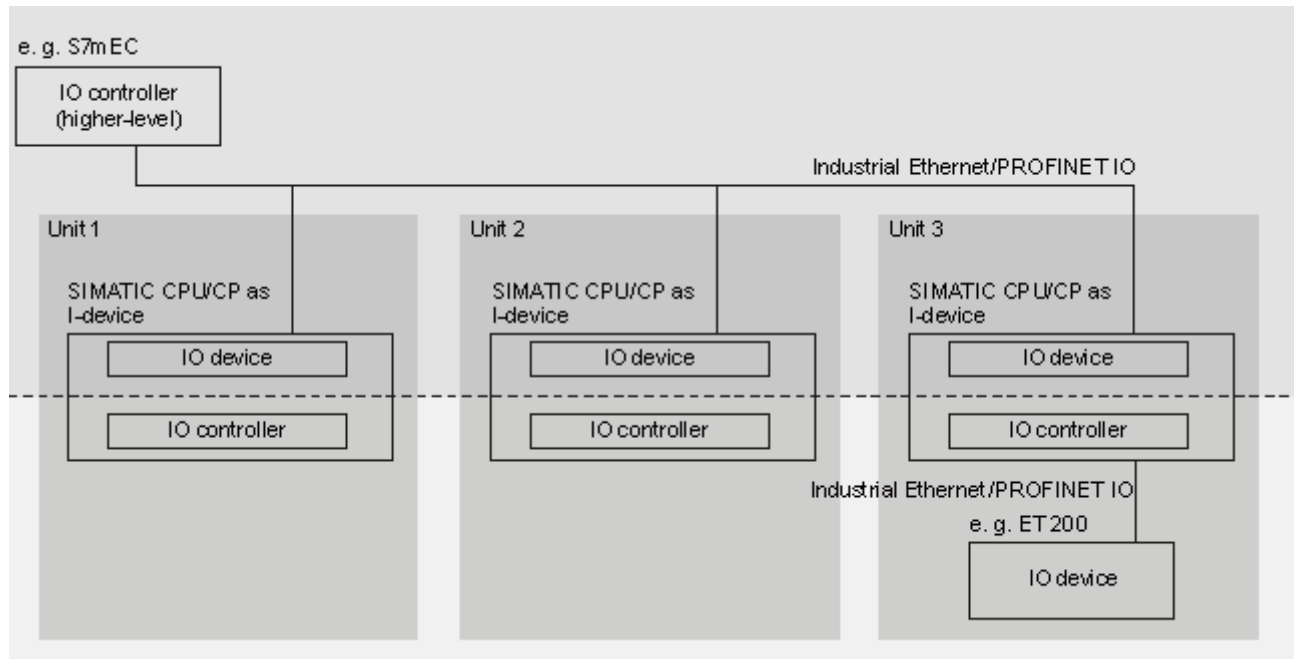 e. g. S7mEC
IO controller
(higher-level)
Industrial Ethernet/PROFINET IO
Unit 1
SIMATIC CPU/CP as
I-device
IO device
IO controller
Unit 2
SIMATIC CPU/CP as
I-device
IO device
IO controller
Unit 3
SIMATIC CPU/CP as
I-device
IO device
IO controller
Industrial Ethernet/PROFINET IO
e. g. ET200
IO device